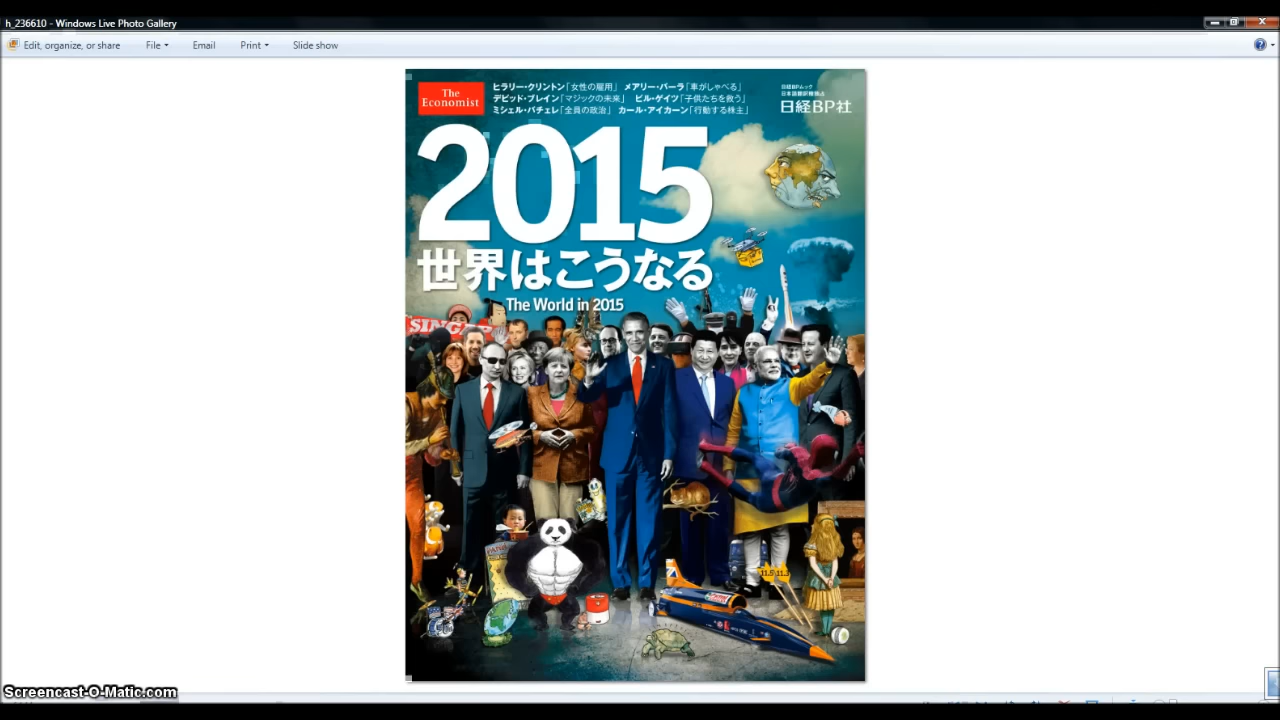 h_236610 - Windows Live Photo Gallery
Edit, organize, or share
File
Email
Print
Slide show
The
Economist
ヒラリー・クリントン「女性の雇用」 メアリー・バーラ「車がしゃべる」
デビッド・ブレイン「マジックの未来」 ビル・ゲイツ「子供たちを救う」
ミシェル・バチェレ「全員の政治」 カール・アイカーン「行動する株主」
日経BPムック
日経BP社
2015
世界はこうなる
The World in 2015
11.5
Screencast-O-Matic.com